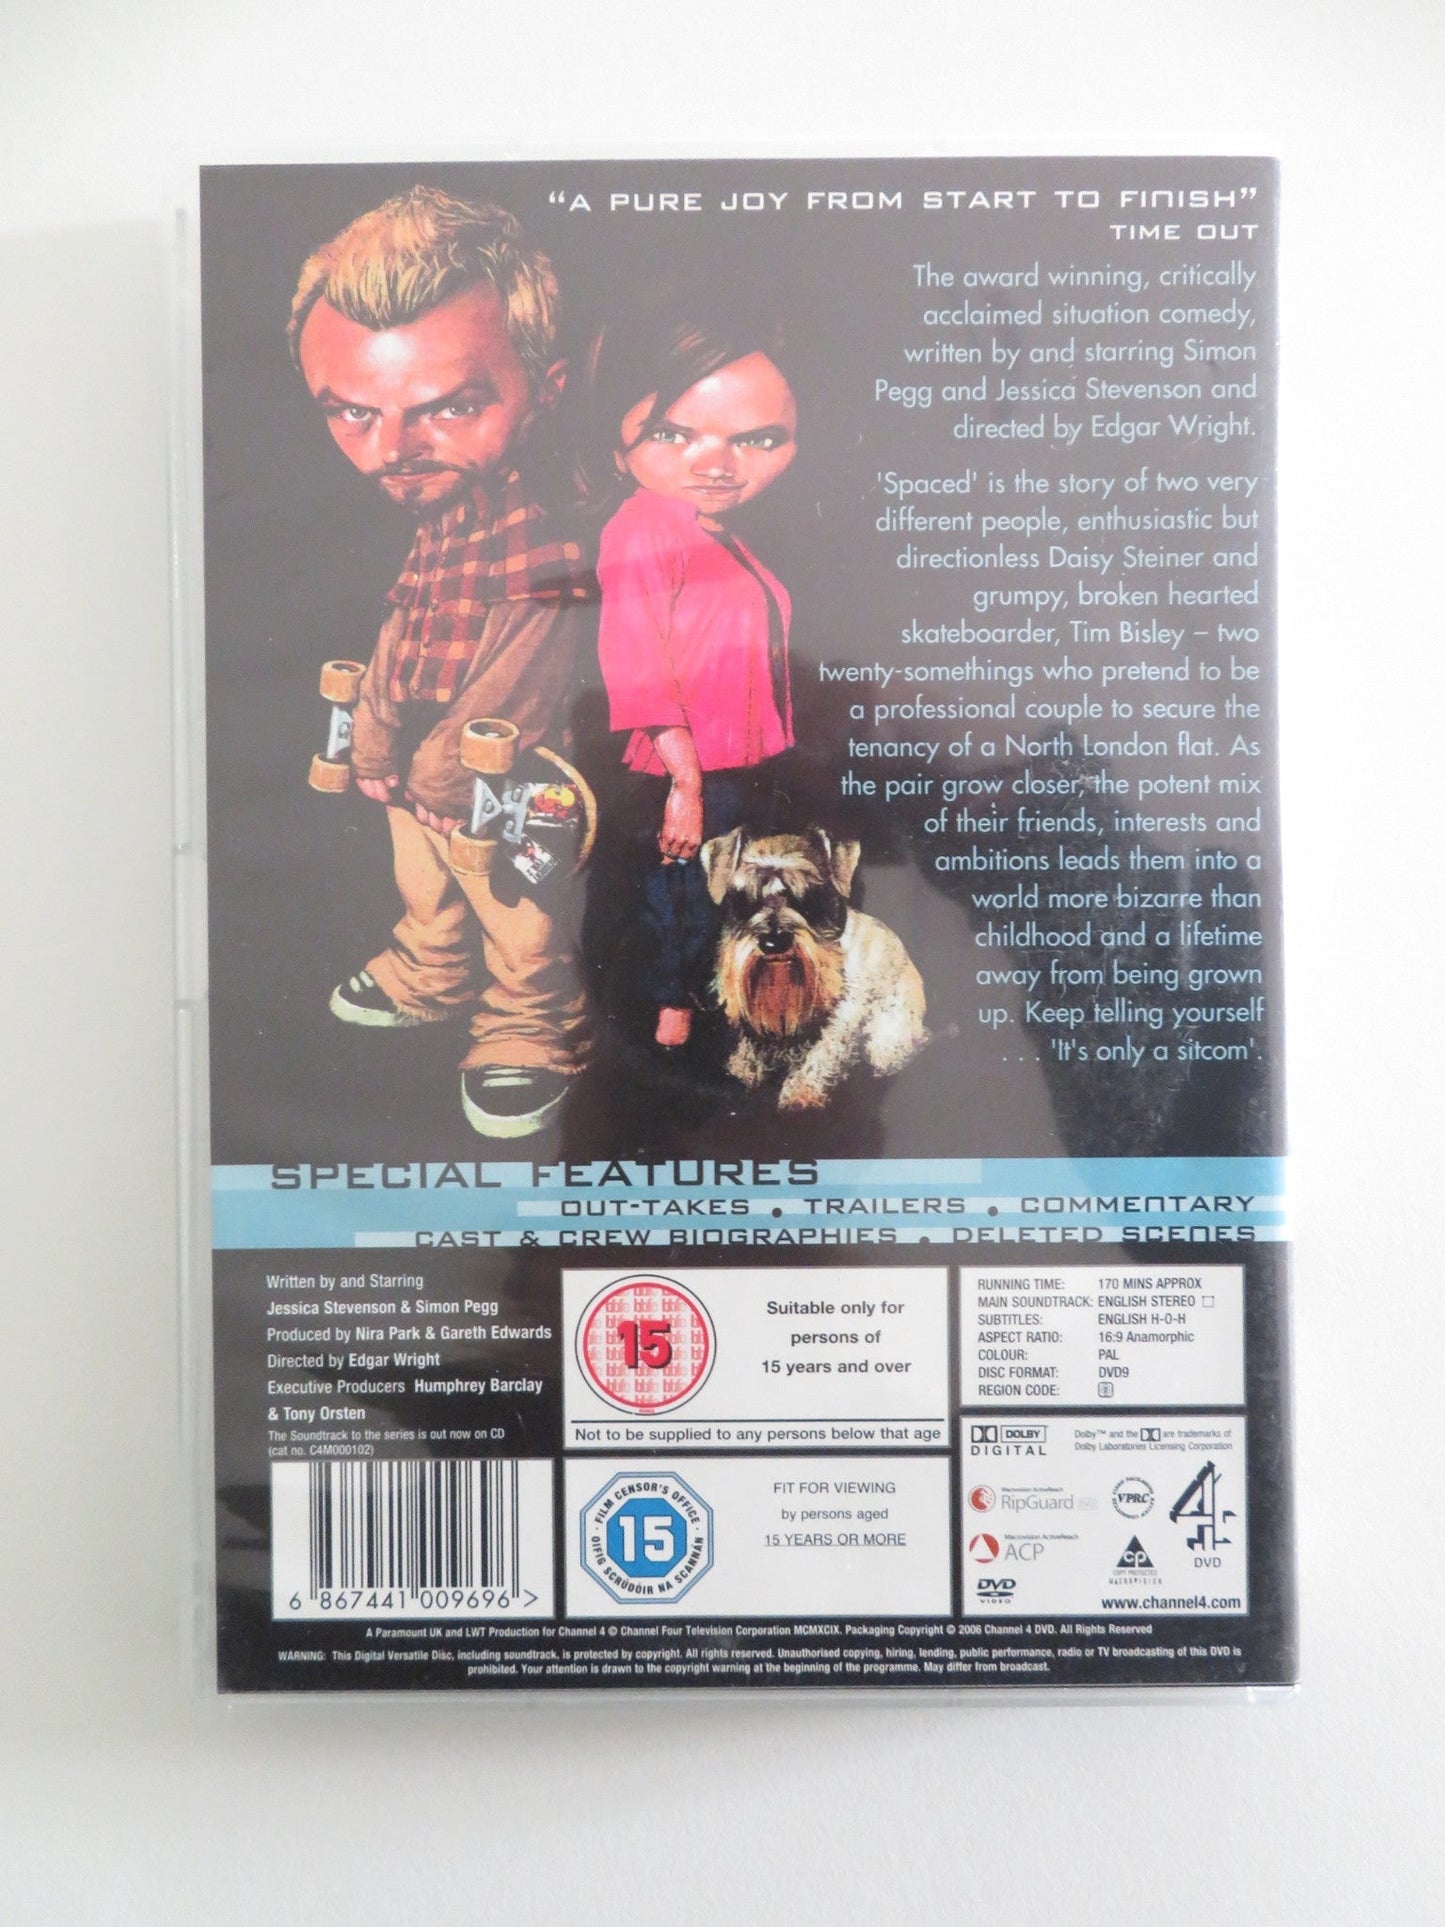 “A PURE JOY FROM START TO FINISH”
TIME OUT
The award winning, critically
acclaimed situation comedy,
written by and starring Simon
Pegg and Jessica Stevenson and
directed by Edgar Wright.
'Spaced' is the story of two very
different people, enthusiastic but
directionless Daisy Steiner and
grumpy, broken hearted
skateboarder, Tim Bisley – two
twenty-somethings who pretend to be
a professional couple to secure the
tenancy of a North London flat. As
the pair grow closer, the potent mix
of their friends, interests and
ambitions leads them into a
world more bizarre than
childhood and a lifetime
away from being grown
up. Keep telling yourself
. . . 'It's only a sitcom'.
SPECIAL FEATURES
OUT-TAKES • TRAILERS • COMMENTARY
CAST & CREW BIOGRAPHIES • DELETED SCENES
Written by and Starring
Jessica Stevenson & Simon Pegg
Produced by Nira Park & Gareth Edwards
Directed by Edgar Wright
Executive Producers Humphrey Barclay
& Tony Orsten
The Soundtrack to the series is out now on CD
(cat no. C4M000102)
6 867441 009696 >
15
Suitable only for
persons of
15 years and over
Not to be supplied to any persons below that age
FILM CENSOR'S OFFICE
15
OIFIG SCRÚDÓIR NA SCANNÁN
FIT FOR VIEWING
by persons aged
15 YEARS OR MORE
RUNNING TIME: 170 MINS APPROX
MAIN SOUNDTRACK: ENGLISH STEREO
SUBTITLES: ENGLISH H-O-H
ASPECT RATIO: 16:9 Anamorphic
COLOUR: PAL
DISC FORMAT: DVD9
REGION CODE:
DOLBY
DIGITAL
Dolby™ and the are trademarks of
Dolby Laboratories Licensing Corporation
Macrovision ActiveReach
RipGuard
VPRC
Macrovision ActiveReach
ACP
CP
COPY PROTECTED
MACROVISION
4
DVD
DVD
VIDEO
www.channel4.com
A Paramount UK and LWT Production for Channel 4 © Channel Four Television Corporation MCMXCIX. Packaging Copyright © 2006 Channel 4 DVD. All Rights Reserved
WARNING: This Digital Versatile Disc, including soundtrack, is protected by copyright. All rights reserved. Unauthorised copying, hiring, lending, public performance, radio or TV broadcasting of this DVD is
prohibited. Your attention is drawn to the copyright warning at the beginning of the programme. May differ from broadcast.